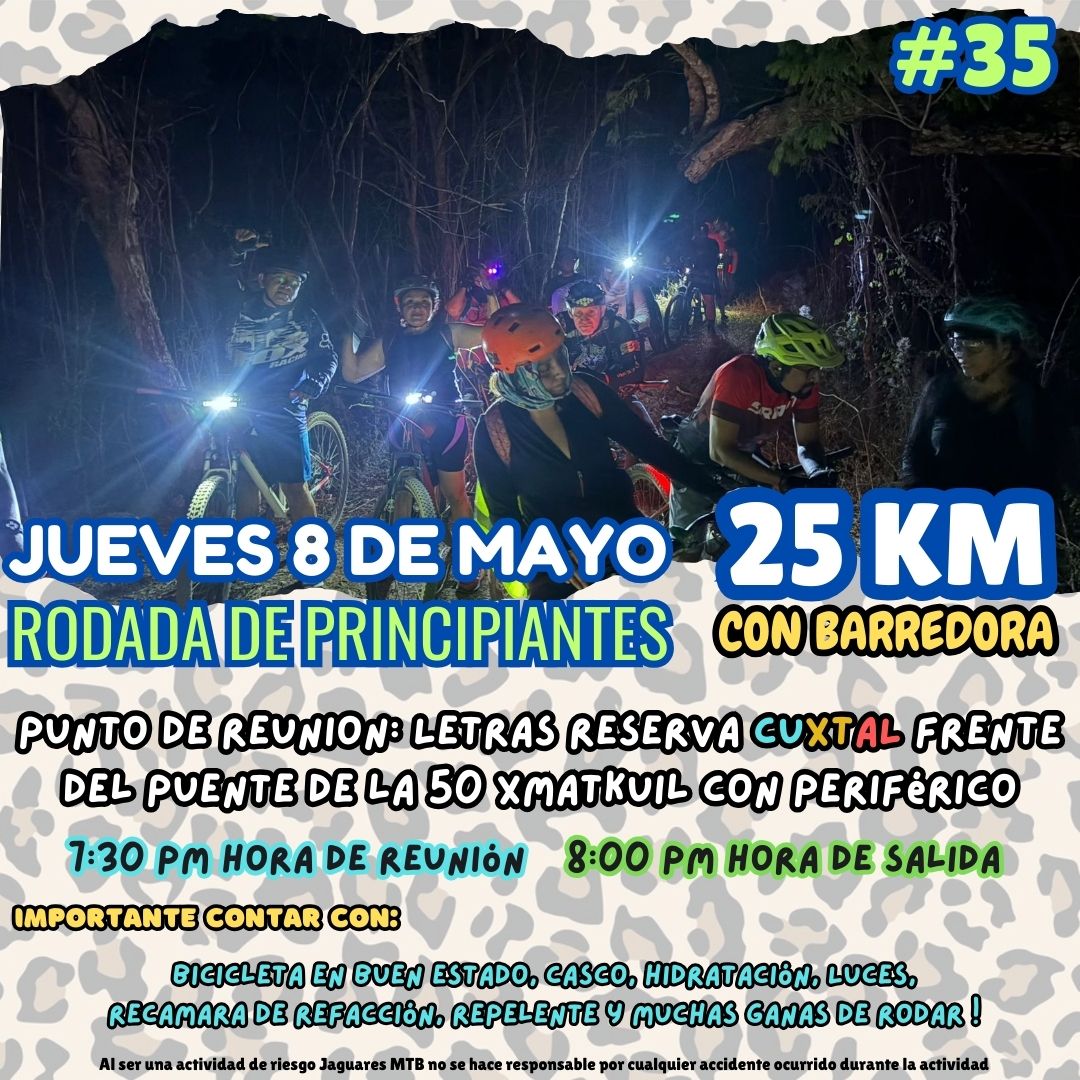 #35
JUEVES 8 DE MAYO
25 KM
RODADA DE PRINCIPIANTES
CON BARREDORA
PUNTO DE REUNION: LETRAS RESERVA CUXTAL FRENTE
DEL PUENTE DE LA 50 XMATKUIL CON PERIFÉRICO
7:30 PM HORA DE REUNIÓN
8:00 PM HORA DE SALIDA
IMPORTANTE CONTAR CON:
BICICLETA EN BUEN ESTADO, CASCO, HIDRATACIÓN, LUCES,
RECAMARA DE REFACCIÓN, REPELENTE Y MUCHAS GANAS DE RODAR !
Al ser una actividad de riesgo Jaguares MTB no se hace responsable por cualquier accidente ocurrido durante la actividad